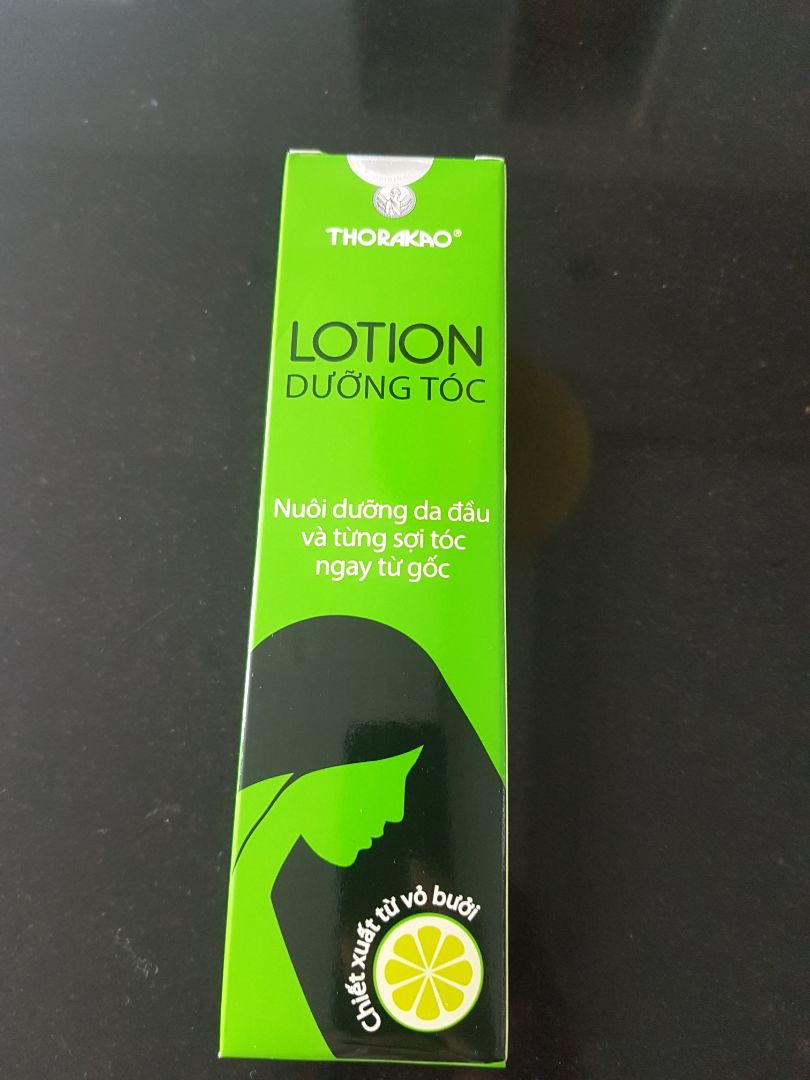 THORAKAO®
LOTION
DƯỠNG TÓC
Nuôi dưỡng da đầu
và từng sợi tóc
ngay từ gốc
Chiết xuất từ vỏ bưởi